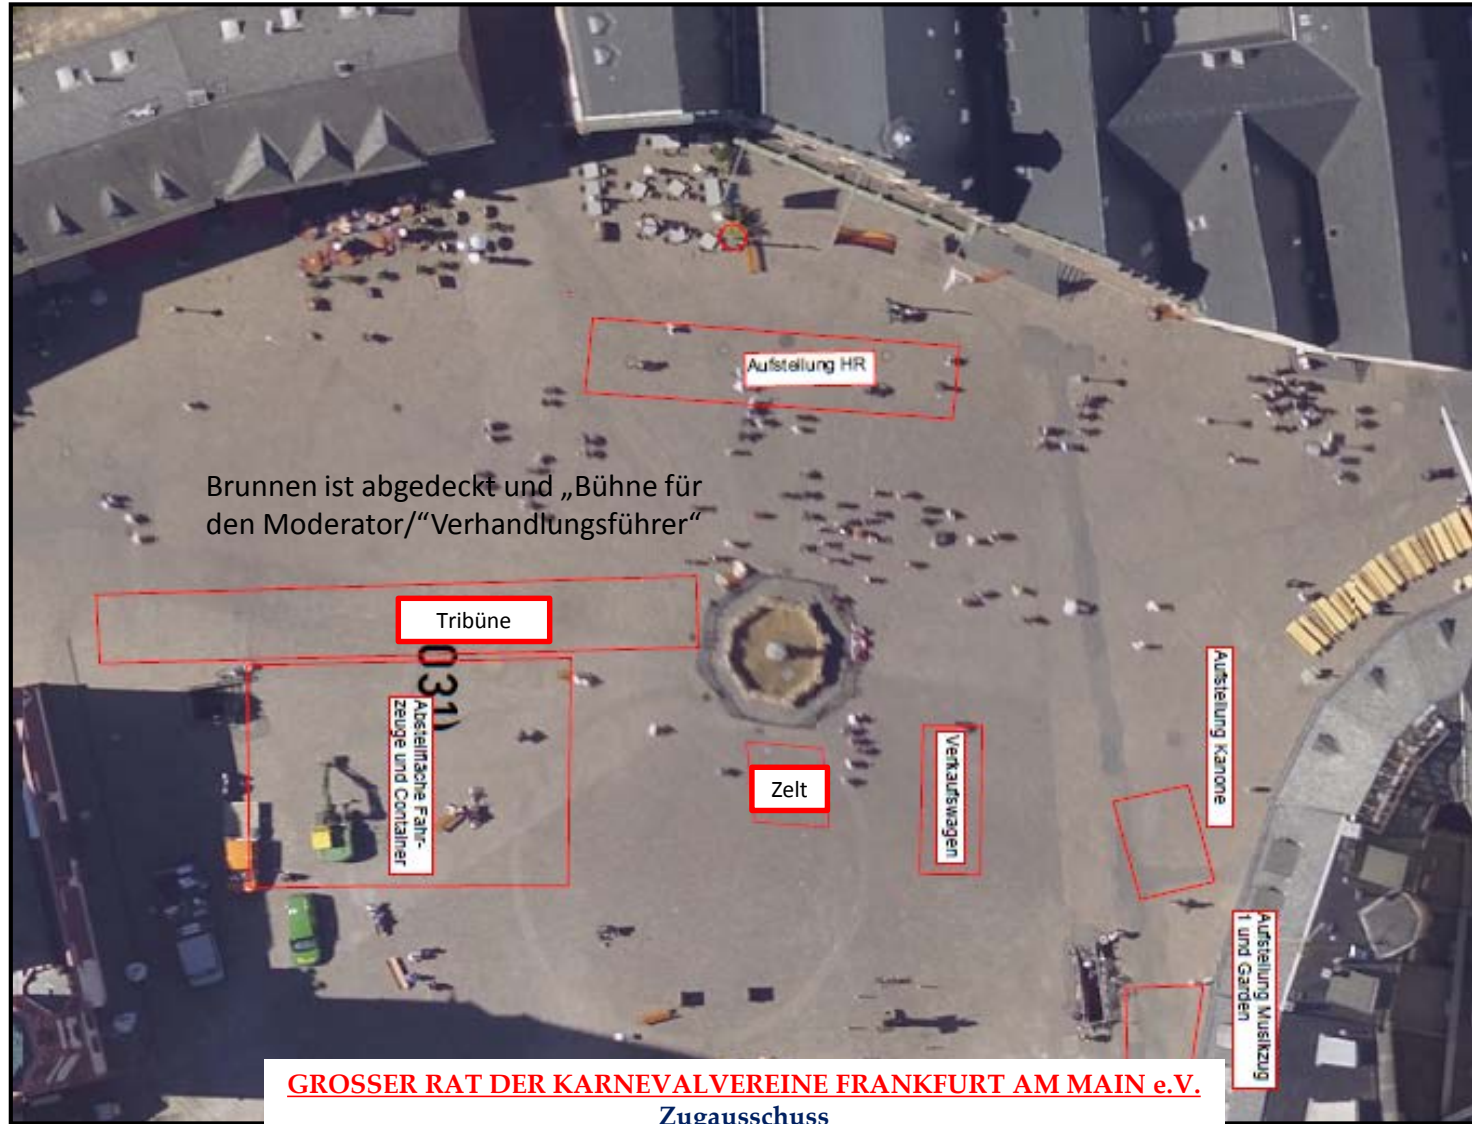 Aufstellung HR
Brunnen ist abgedeckt und „Bühne für
den Moderator/“Verhandlungsführer“
Tribüne
031)
Abstellfläche Fahr-
zeuge und Container
Zelt
Verkaufswagen
Aufstellung Kanone
Aufstellung Musikzug
1 und Garden
GROSSER RAT DER KARNEVALVEREINE FRANKFURT AM MAIN e.V.
Zugausschuss